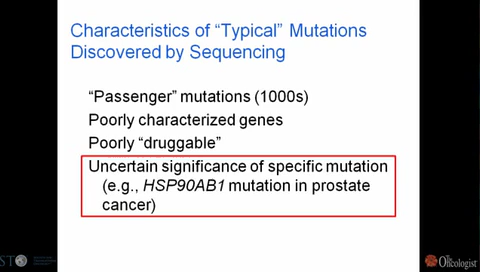 Characteristics of “Typical” Mutations
Discovered by Sequencing
“Passenger” mutations (1000s)
Poorly characterized genes
Poorly “druggable”
Uncertain significance of specific mutation
(e.g., HSP90AB1 mutation in prostate
cancer)
STO
The Oncologist